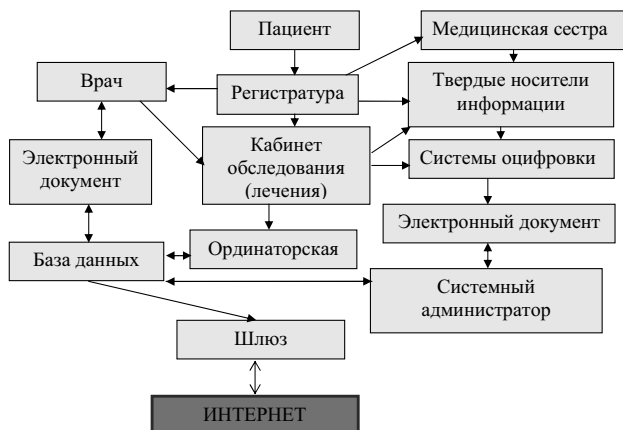 Пациент
Медицинская сестра
Врач
Регистратура
Твердые носители
информации
Электронный
документ
Кабинет
обследования
(лечения)
Системы оцифровки
Электронный документ
База данных
Ординаторская
Системный
администратор
Шлюз
ИНТЕРНЕТ